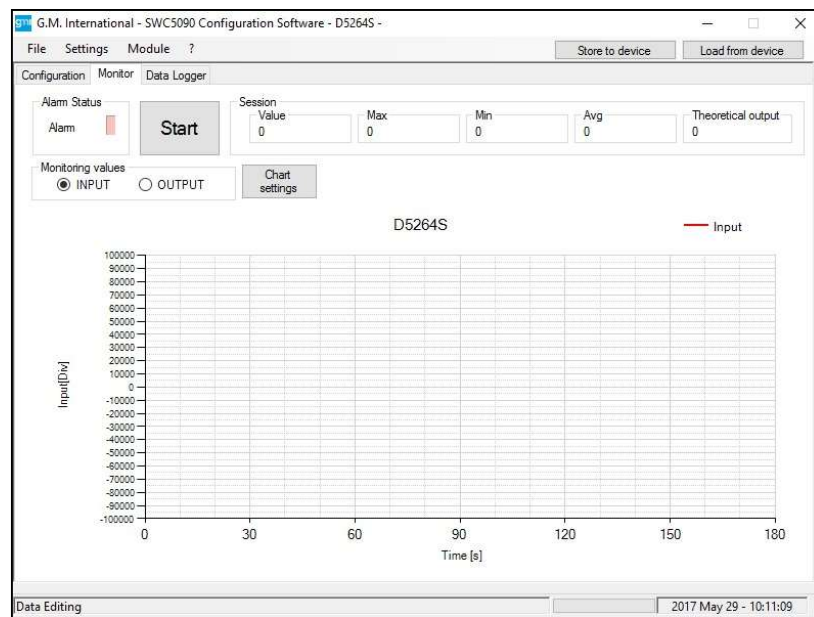 gmi G.M. International - SWC5090 Configuration Software - D5264S -
File Settings Module ? Store to device Load from device
Configuration Monitor Data Logger
Alarm Status
Alarm
Start
Session
Value Max Min Avg Theoretical output
0 0 0 0 0
Monitoring values
INPUT OUTPUT
Chart
settings
D5264S
Input
100000
90000
80000
70000
60000
50000
40000
30000
20000
10000
0
-10000
-20000
-30000
-40000
-50000
-60000
-70000
-80000
-90000
-100000
Input[Div]
0 30 60 90 120 150 180
Time [s]
Data Editing 2017 May 29 - 10:11:09